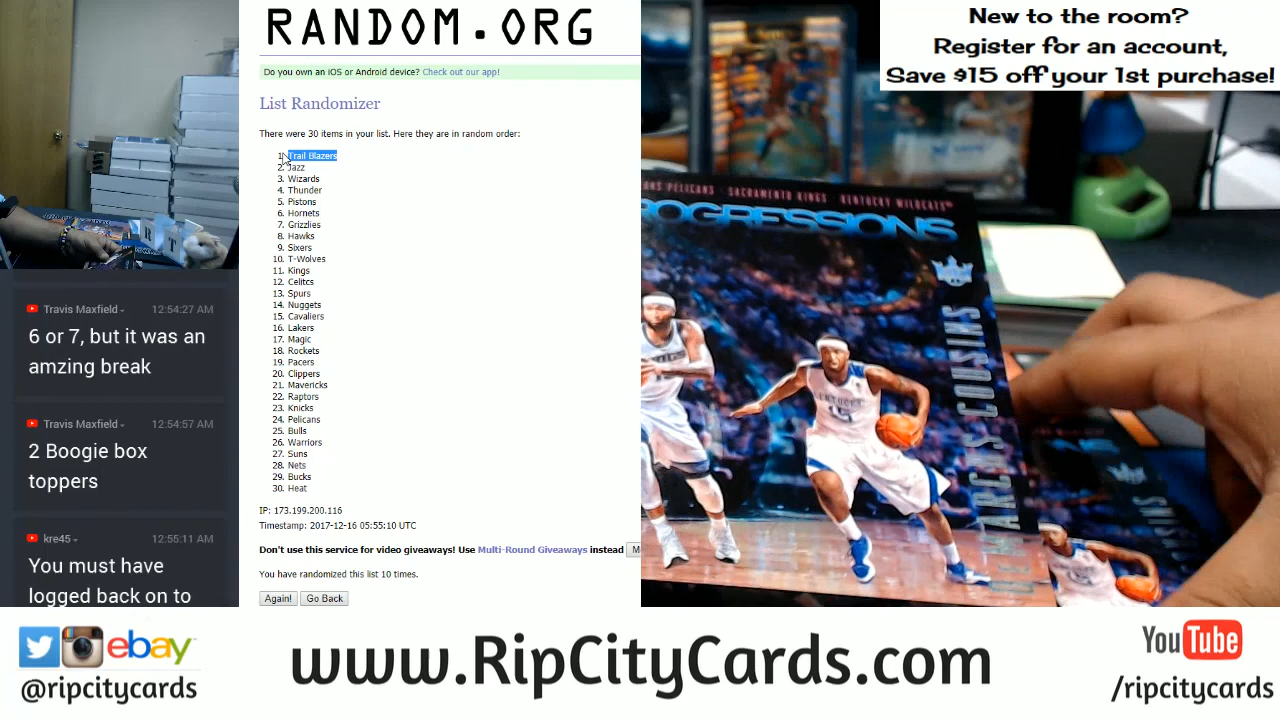 RANDOM.ORG
Do you own an iOS or Android device? Check out our app!
List Randomizer
There were 30 items in your list. Here they are in random order:
1. Trail Blazers
2. Jazz
3. Wizards
4. Thunder
5. Pistons
6. Hornets
7. Grizzlies
8. Hawks
9. Sixers
10. T-Wolves
11. Kings
12. Celitcs
13. Spurs
14. Nuggets
15. Cavaliers
16. Lakers
17. Magic
18. Rockets
19. Pacers
20. Clippers
21. Mavericks
22. Raptors
23. Knicks
24. Pelicans
25. Bulls
26. Warriors
27. Suns
28. Nets
29. Bucks
30. Heat
IP: 173.199.200.116
Timestamp: 2017-12-16 05:55:10 UTC
Don't use this service for video giveaways! Use Multi-Round Giveaways instead
You have randomized this list 10 times.
Again! Go Back
Travis Maxfield 12:54:27 AM
6 or 7, but it was an
amzing break
Travis Maxfield 12:54:57 AM
2 Boogie box
toppers
kre45 12:55:11 AM
You must have
logged back on to
New to the room?
Register for an account,
Save $15 off your 1st purchase!
PELICANS - SACRAMENTO KINGS - KENTUCKY WILDCATS
OGRESSIONS
COUSINS
KENTUCKY
15
R T
ebay
@ripcitycards
www.RipCityCards.com
YouTube
/ripcitycards